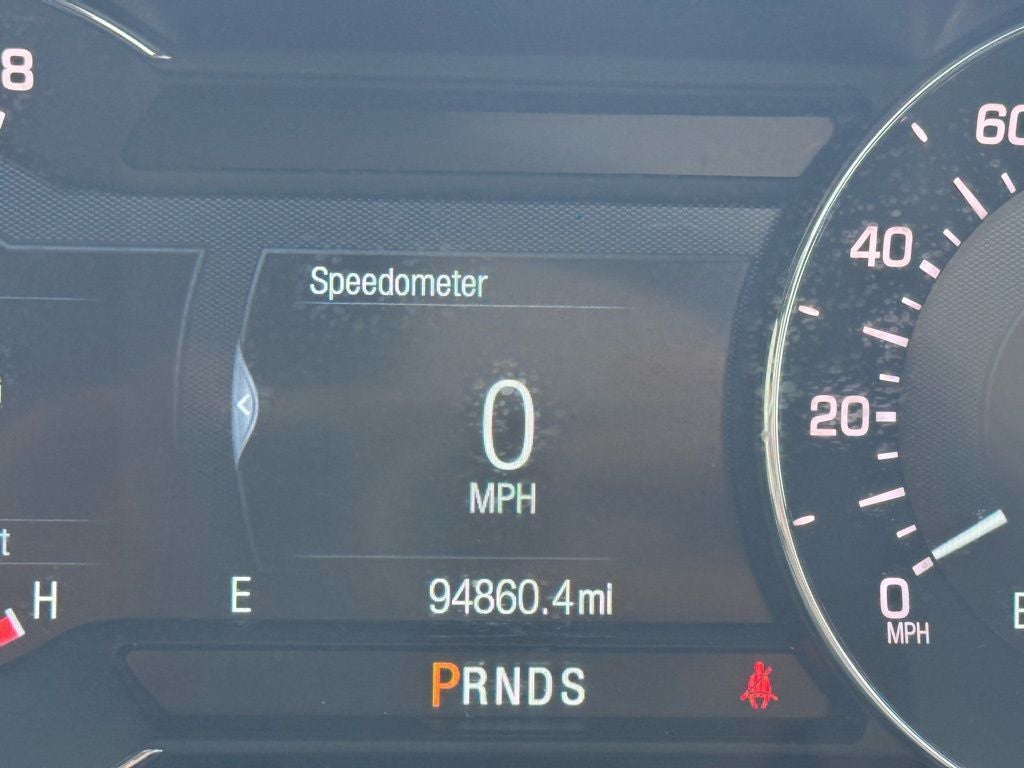 8
60
40
Speedometer
20
0
MPH
t
H
E
94860.4mi
0
MPH
PRNDS